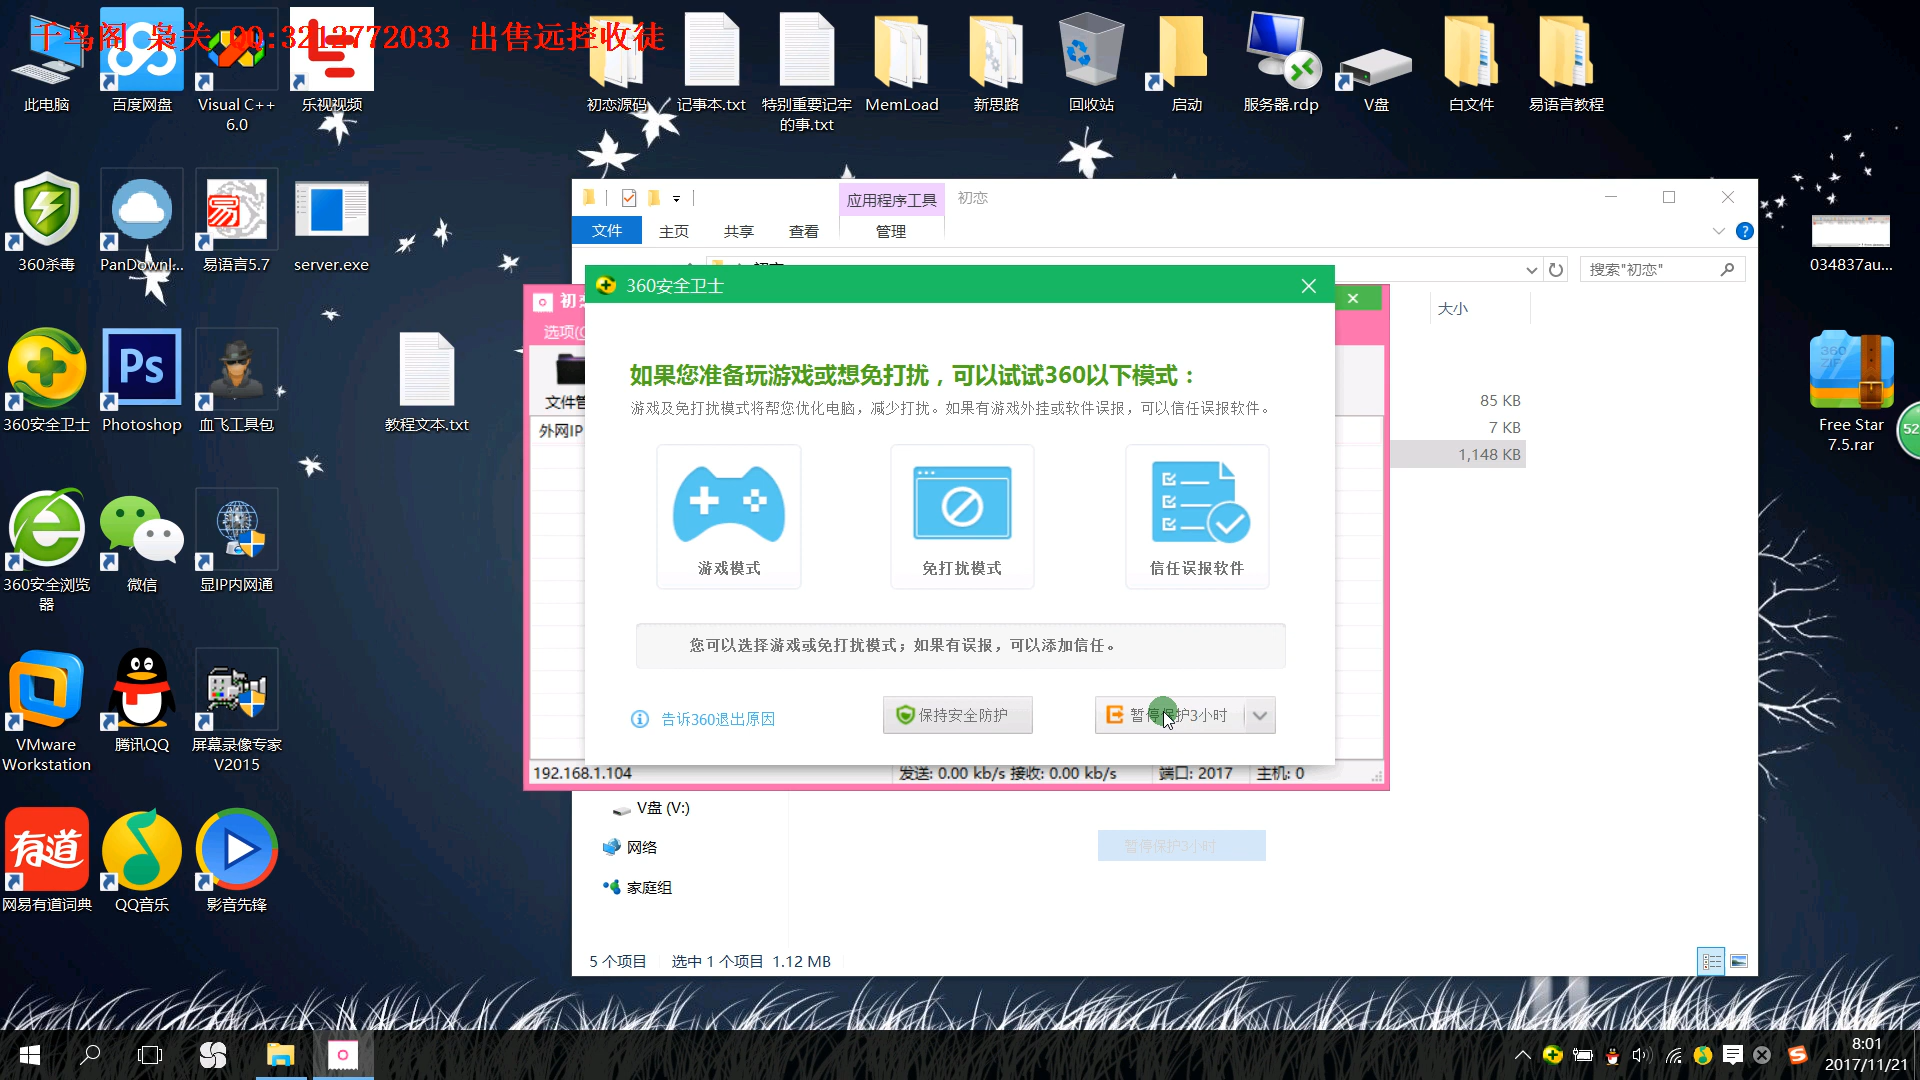 千鸟阁 枭关 QQ:3213772033 出售远控收徒
此电脑
百度网盘
Visual C++
6.0
乐视视频
初恋源码
记事本.txt
特别重要记牢
的事.txt
MemLoad
新思路
回收站
启动
服务器.rdp
V盘
白文件
易语言教程
360杀毒
PanDownl...
易语言5.7
server.exe
034837au...
360安全卫士
Photoshop
血飞工具包
教程文本.txt
Free Star
7.5.rar
52
360安全浏览
器
微信
显IP内网通
VMware
Workstation
腾讯QQ
屏幕录像专家
V2015
网易有道词典
QQ音乐
影音先锋
应用程序工具
初恋
文件
主页
共享
查看
管理
搜索"初恋"
大小
85 KB
7 KB
1,148 KB
选项(
外网IP
360安全卫士
如果您准备玩游戏或想免打扰，可以试试360以下模式：
游戏及免打扰模式将帮您优化电脑，减少打扰。如果有游戏外挂或软件误报，可以信任误报软件。
游戏模式
免打扰模式
信任误报软件
您可以选择游戏或免打扰模式；如果有误报，可以添加信任。
告诉360退出原因
保持安全防护
暂停保护3小时
192.168.1.104
发送: 0.00 kb/s 接收: 0.00 kb/s
端口: 2017
主机: 0
V盘 (V:)
网络
家庭组
暂停保护3小时
5 个项目
选中 1 个项目 1.12 MB
8:01
2017/11/21